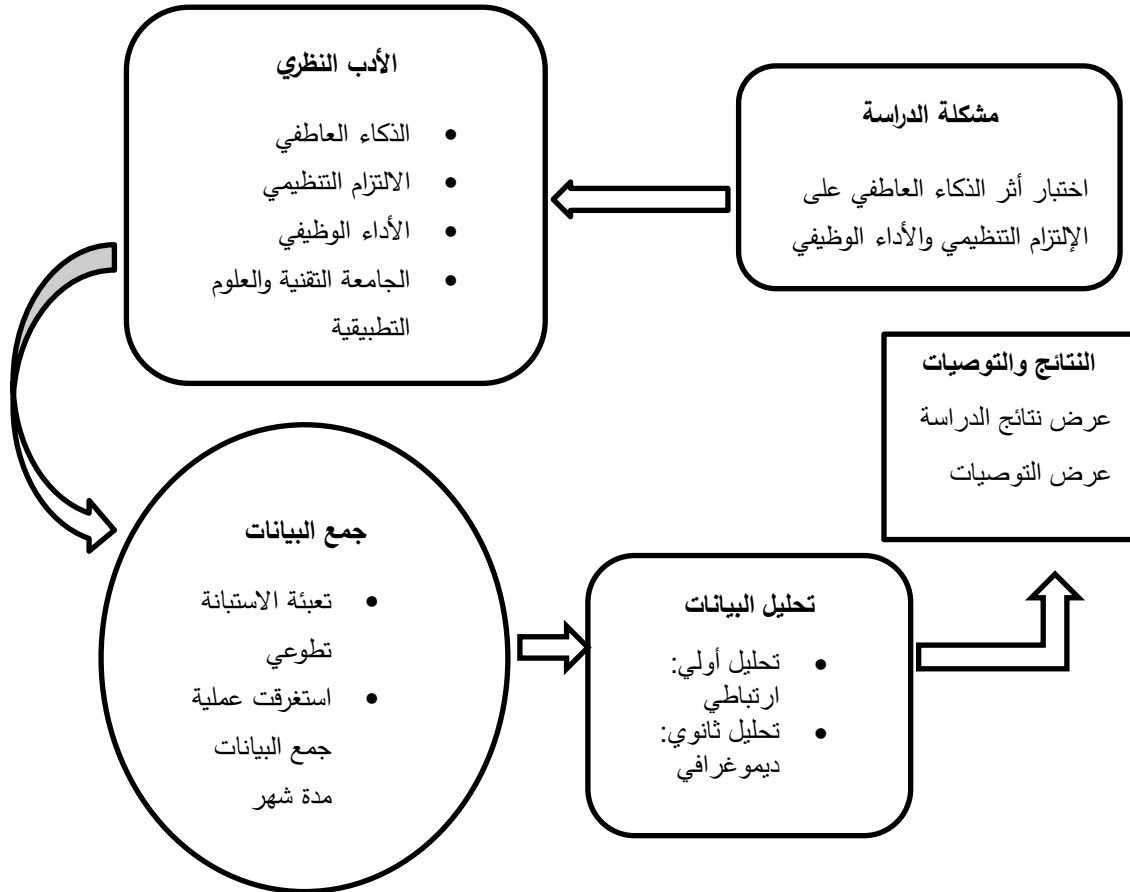 مشكلة الدراسة
اختبار أثر الذكاء العاطفي على
الإلتزام التنظيمي والأداء الوظيفي
الأدب النظري
• الذكاء العاطفي
• الالتزام التنظيمي
• الأداء الوظيفي
• الجامعة التقنية والعلوم
التطبيقية
جمع البيانات
• تعبئة الاستبانة
تطوعي
• استغرقت عملية
جمع البيانات
مدة شهر
تحليل البيانات
• تحليل أولي:
ارتباطي
• تحليل ثانوي:
ديموغرافي
النتائج والتوصيات
عرض نتائج الدراسة
عرض التوصيات